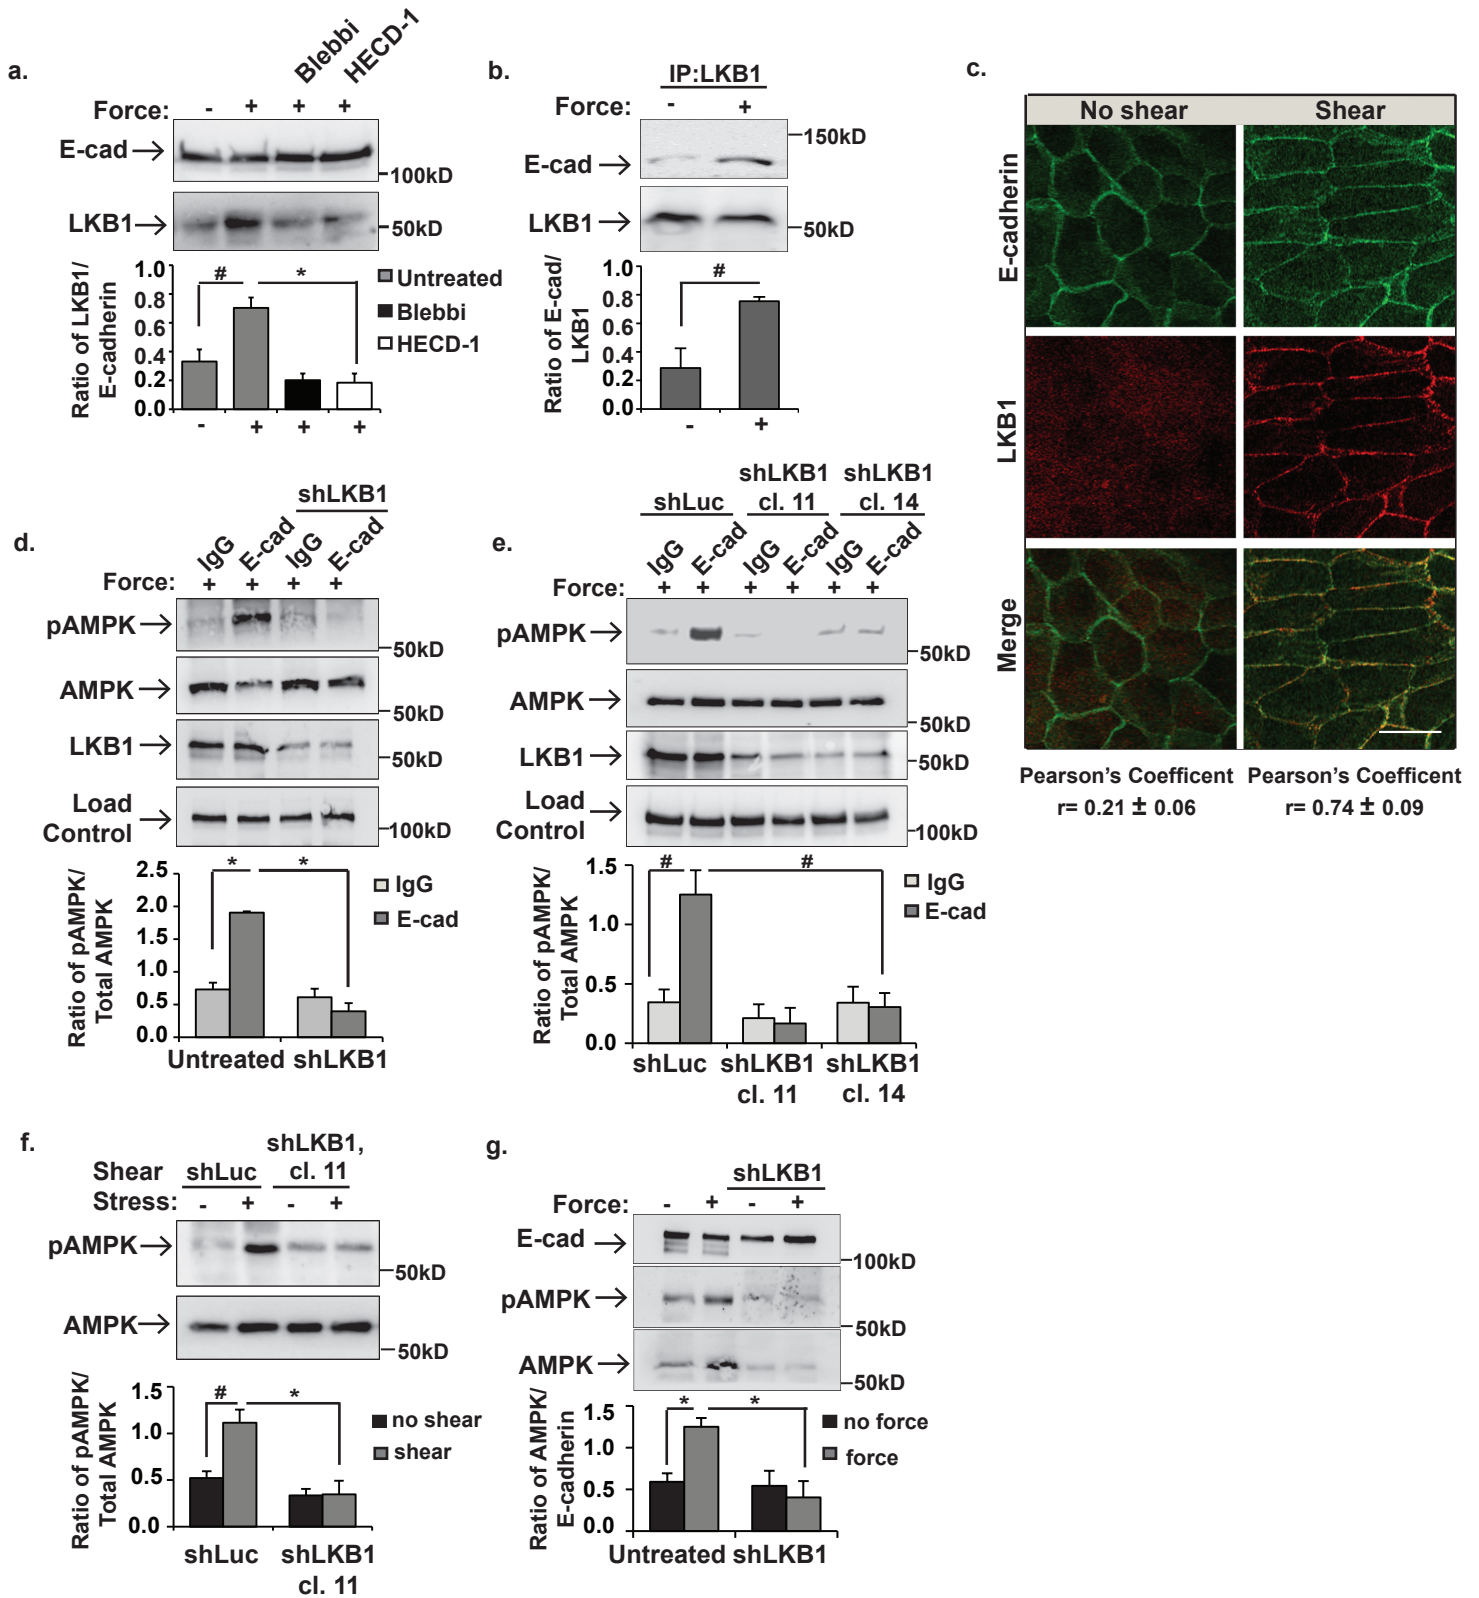 a.
Blebbi
HECD-1
Force: - + + +
E-cad
100kD
LKB1
50kD
Ratio of LKB1/
E-cadherin
1.0
0.8
0.6
0.4
0.2
0.0
# *
- + + +
Untreated
Blebbi
HECD-1
b.
IP:LKB1
Force: - +
150kD
E-cad
LKB1
50kD
Ratio of E-cad/
LKB1
1.0
0.8
0.6
0.4
0.2
0.0
#
- +
c.
No shear Shear
E-cadherin
LKB1
Merge
Pearson's Coefficent Pearson's Coefficent
r= 0.21 ± 0.06 r= 0.74 ± 0.09
d.
shLKB1
IgG E-cad IgG E-cad
Force: + + + +
pAMPK
50kD
AMPK
50kD
LKB1
50kD
Load
Control
100kD
Ratio of pAMPK/
Total AMPK
2.5
2.0
1.5
1.0
0.5
0.0
* *
IgG
E-cad
Untreated shLKB1
e.
shLuc shLKB1 cl. 11 shLKB1 cl. 14
IgG E-cad IgG E-cad IgG E-cad
Force: + + + + + +
pAMPK
50kD
AMPK
50kD
LKB1
50kD
Load
Control
100kD
Ratio of pAMPK/
Total AMPK
1.5
1.0
0.5
0.0
# #
IgG
E-cad
shLuc shLKB1 shLKB1
cl. 11 cl. 14
f.
shLuc shLKB1, cl. 11
Shear
Stress: - + - +
pAMPK
50kD
AMPK
50kD
Ratio of pAMPK/
Total AMPK
1.5
1.0
0.5
0.0
# *
no shear
shear
shLuc shLKB1
cl. 11
g.
shLKB1
Force: - + - +
E-cad
100kD
pAMPK
50kD
AMPK
50kD
Ratio of AMPK/
E-cadherin
1.5
1.0
0.5
0.0
* *
no force
force
Untreated shLKB1